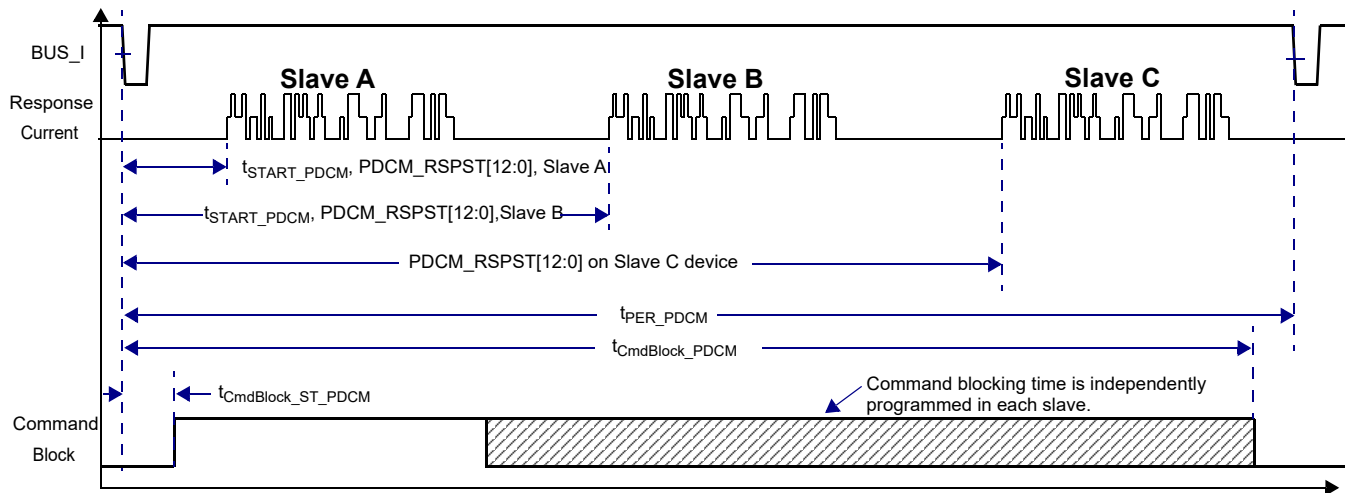 BUS_I
Slave A
Slave B
Slave C
Response
Current
tSTART_PDCM, PDCM_RSPST[12:0], Slave A
tSTART_PDCM, PDCM_RSPST[12:0],Slave B
PDCM_RSPST[12:0] on Slave C device
tPER_PDCM
tCmdBlock_PDCM
tCmdBlock_ST_PDCM
Command blocking time is independently
programmed in each slave.
Command
Block